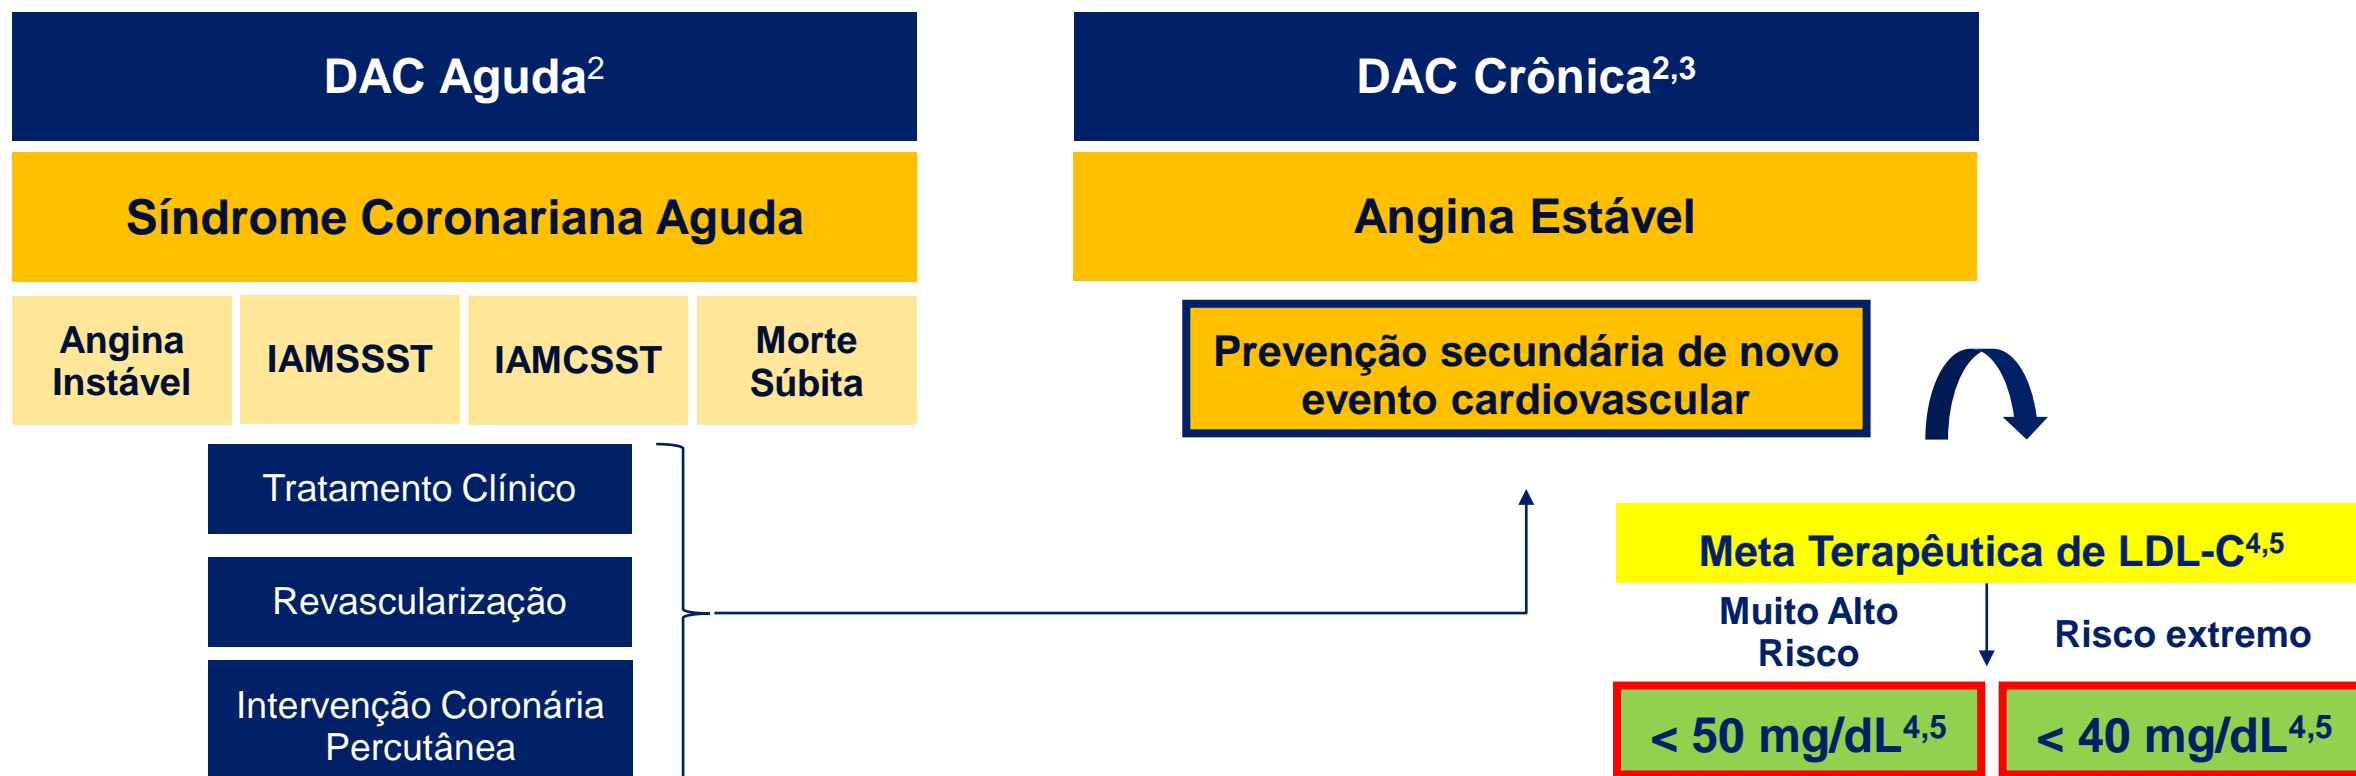 DAC Aguda²
Síndrome Coronariana Aguda
Angina
Instável
IAMSSST
IAMCSST
Morte
Súbita
Tratamento Clínico
Revascularização
Intervenção Coronária
Percutânea
DAC Crônica²,³
Angina Estável
Prevenção secundária de novo
evento cardiovascular
Meta Terapêutica de LDL-C⁴,⁵
Muito Alto
Risco
Risco extremo
< 50 mg/dL⁴,⁵
< 40 mg/dL⁴,⁵